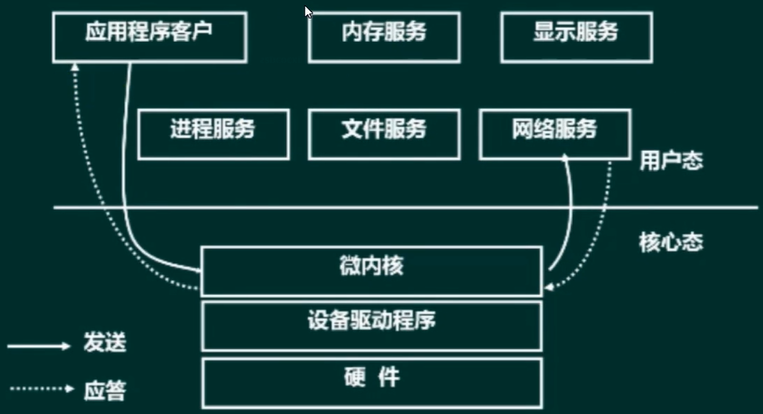 应用程序客户
内存服务
显示服务
进程服务
文件服务
网络服务
用户态
核心态
微内核
设备驱动程序
硬 件
发送
应答